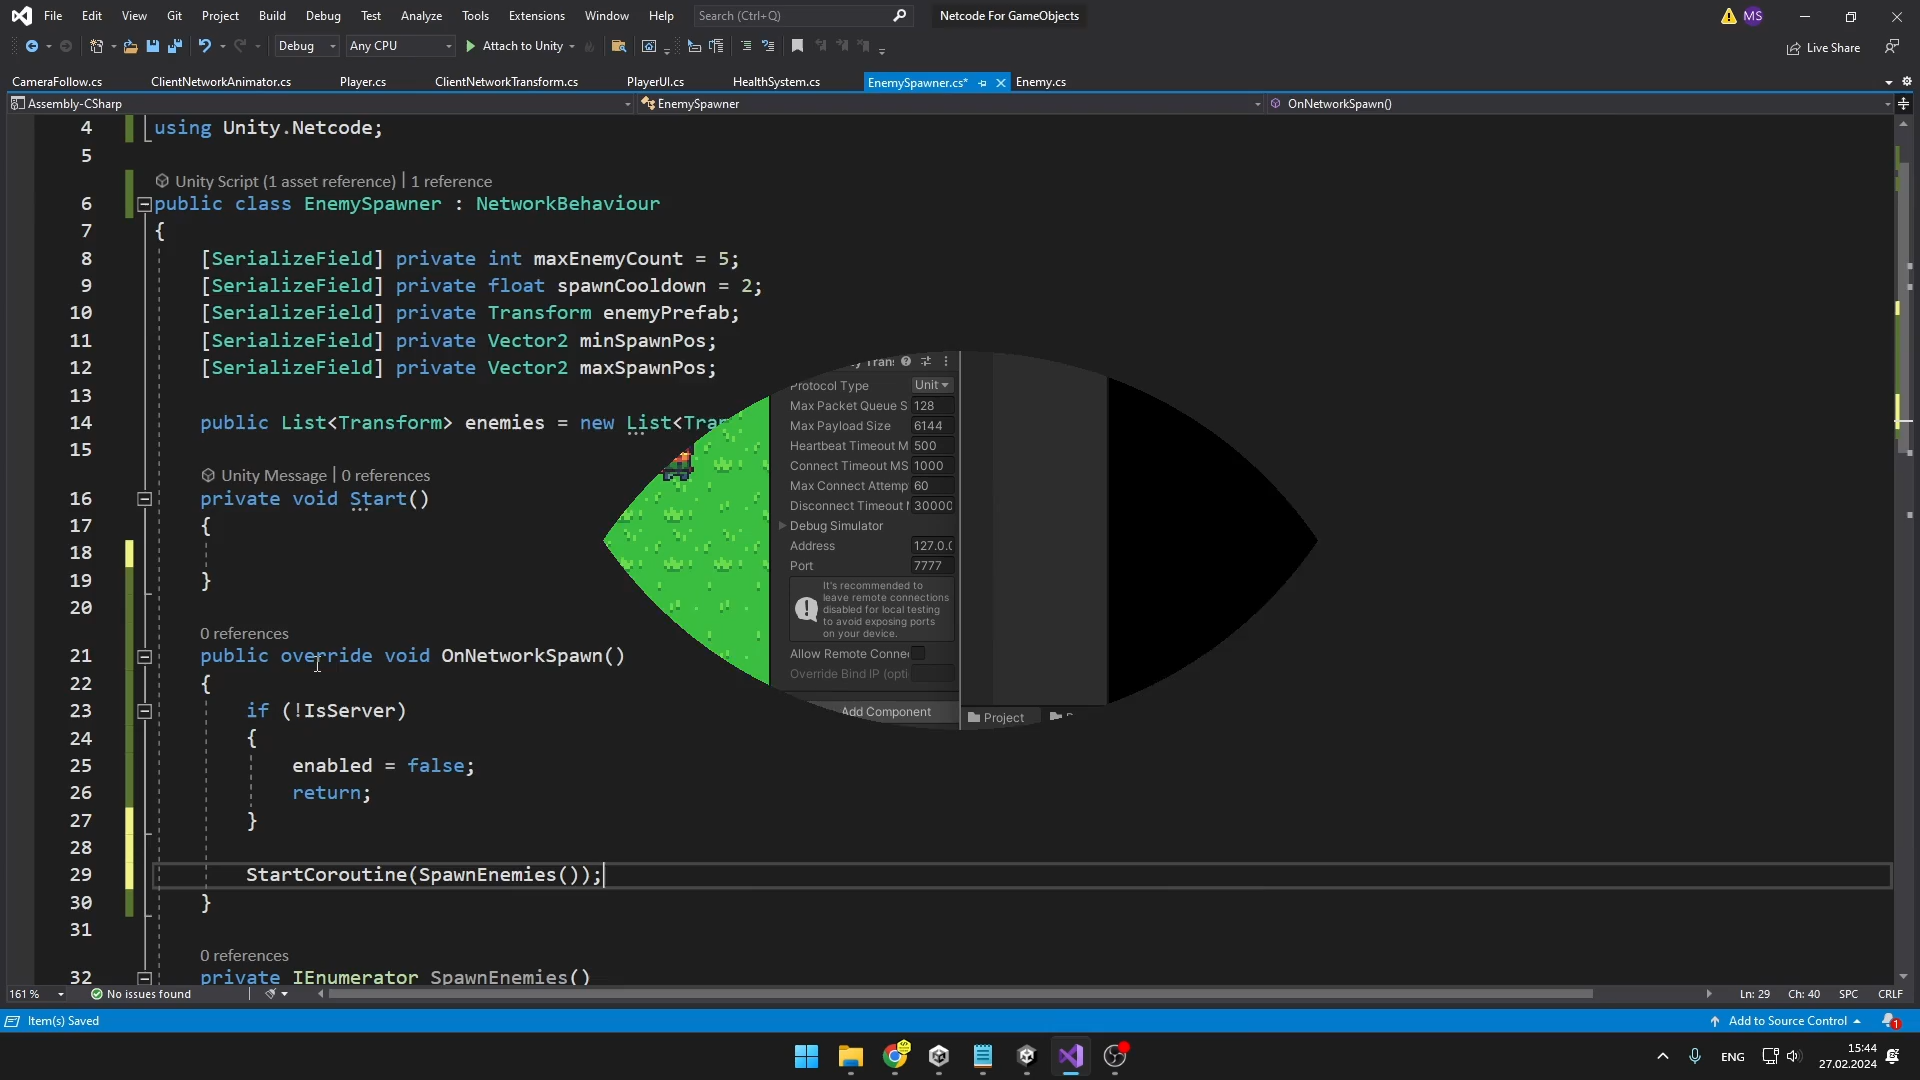 File Edit View Git Project Build Debug Test Analyze Tools Extensions Window Help Search (Ctrl+Q) Netcode For GameObjects MS
Debug Any CPU Attach to Unity Live Share
CameraFollow.cs ClientNetworkAnimator.cs Player.cs ClientNetworkTransform.cs PlayerUI.cs HealthSystem.cs EnemySpawner.cs* Enemy.cs
Assembly-CSharp EnemySpawner OnNetworkSpawn()
4 using Unity.Netcode;
5
Unity Script (1 asset reference) | 1 reference
6 public class EnemySpawner : NetworkBehaviour
7 {
8 [SerializeField] private int maxEnemyCount = 5;
9 [SerializeField] private float spawnCooldown = 2;
10 [SerializeField] private Transform enemyPrefab;
11 [SerializeField] private Vector2 minSpawnPos;
12 [SerializeField] private Vector2 maxSpawnPos;
13
14 public List<Transform> enemies = new List<Tra
15
Unity Message | 0 references
16 private void Start()
17 {
18
19 }
20
0 references
21 public override void OnNetworkSpawn()
22 {
23 if (!IsServer)
24 {
25 enabled = false;
26 return;
27 }
28
29 StartCoroutine(SpawnEnemies());
30 }
31
0 references
32 private IEnumerator SpawnEnemies()
Protocol Type Unit
Max Packet Queue S 128
Max Payload Size 6144
Heartbeat Timeout M 500
Connect Timeout MS 1000
Max Connect Attemp 60
Disconnect Timeout 30000
Debug Simulator
Address 127.0.
Port 7777
It's recommended to
leave remote connections
disabled for local testing
to avoid exposing ports
on your device.
Allow Remote Conne
Override Bind IP (opti
Add Component
Project
161 % No issues found Ln: 29 Ch: 40 SPC CRLF
Item(s) Saved Add to Source Control 1
ENG 15:44
27.02.2024